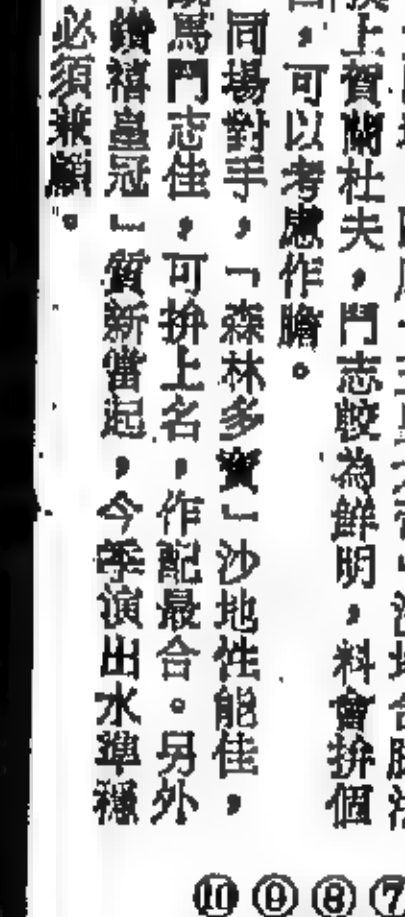 上賀蘭杜夫，鬥志較為鮮明，料會拚個
，可以考慮作膽。
同場對手，「森林多寶」沙地性能佳，
馬鬥志佳，可拚上名，作配最合。另外
鑽禧皇冠」質新當起，今季演出水準穩
必須兼顧。
⑩⑨⑧⑦